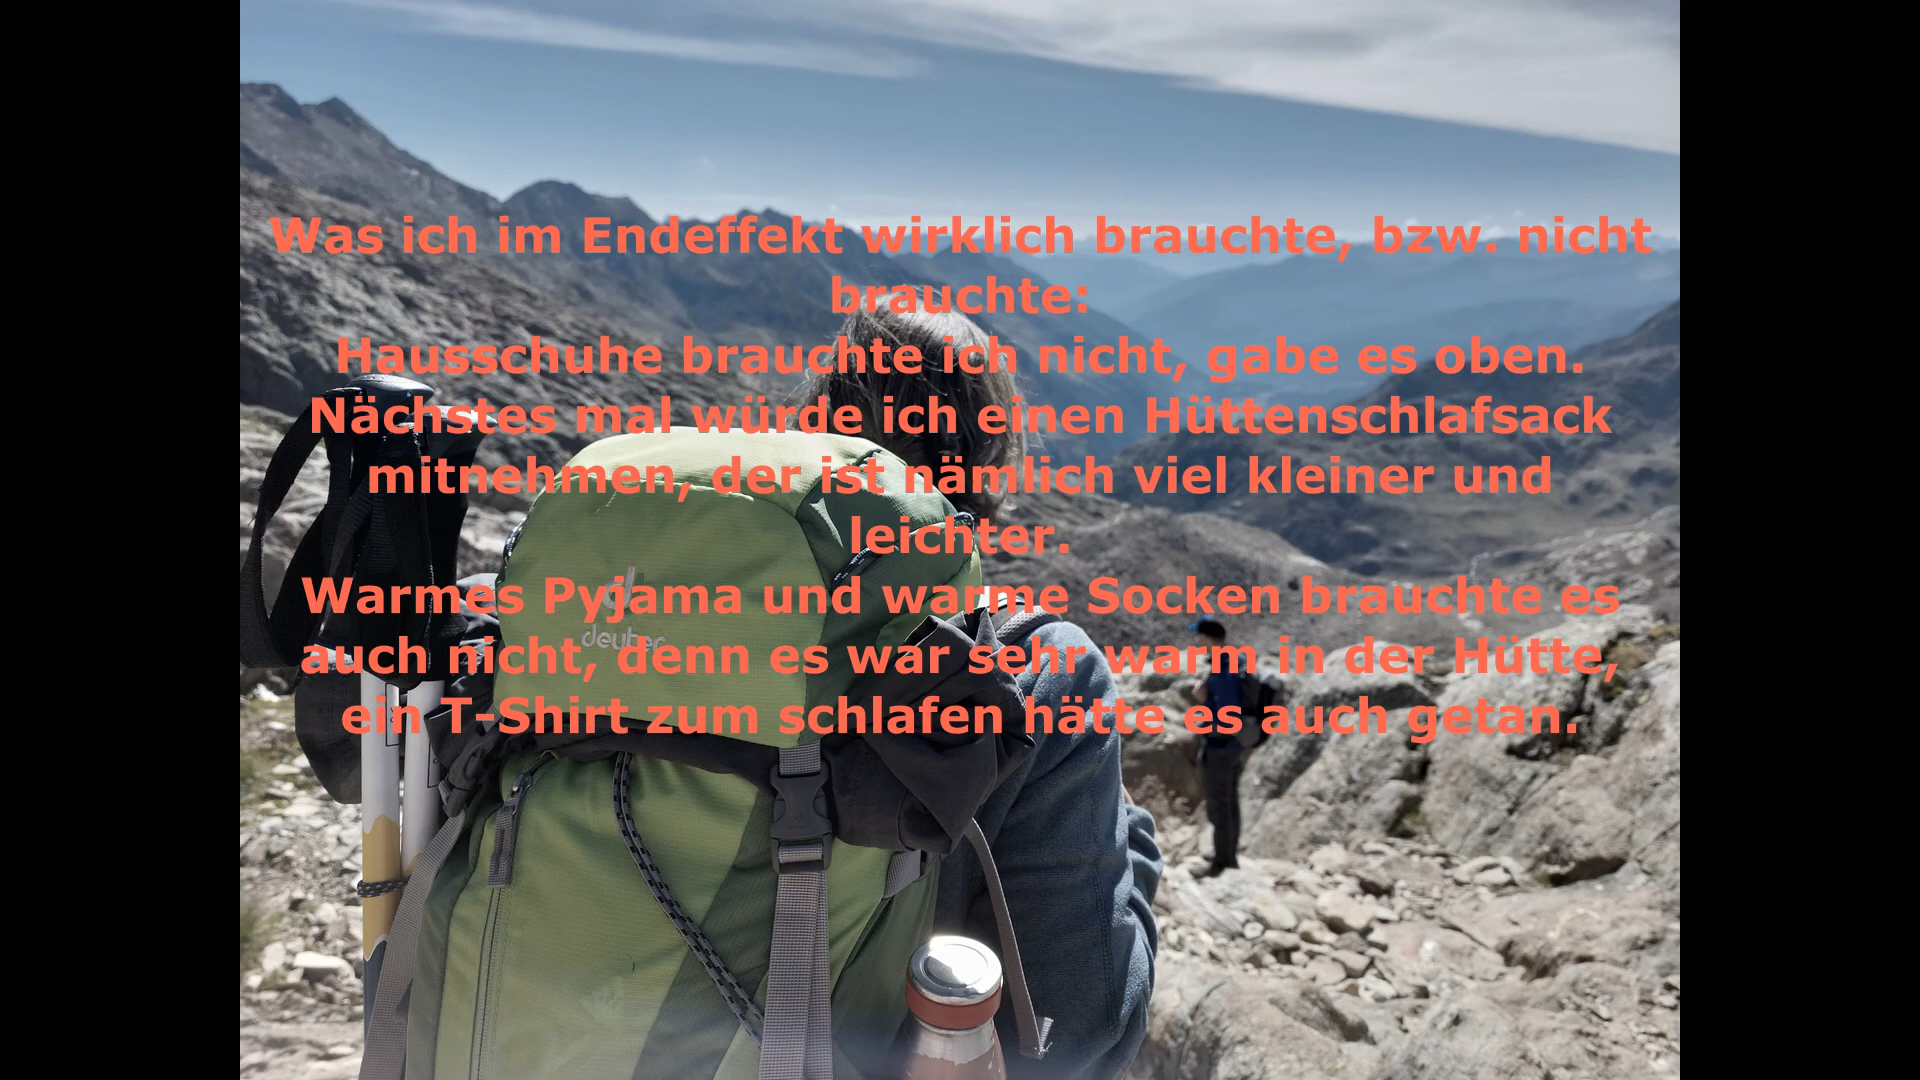 Was ich im Endeffekt wirklich brauchte, bzw. nicht
brauchte:
Hausschuhe brauchte ich nicht, gabe es oben.
Nächstes mal würde ich einen Hüttenschlafsack
mitnehmen, der ist nämlich viel kleiner und
leichter.
Warmes Pyjama und warme Socken brauchte es
auch nicht, denn es war sehr warm in der Hütte,
ein T-Shirt zum schlafen hätte es auch getan.
deuter